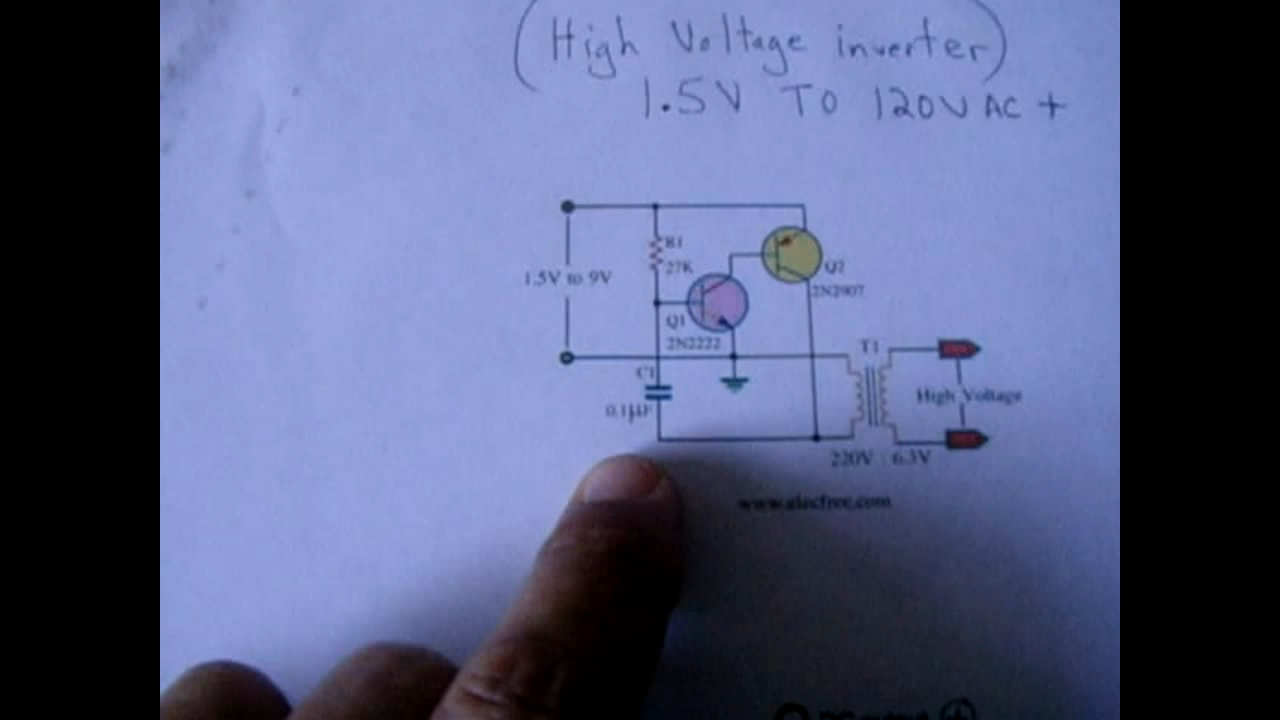 (High Voltage inverter)
1.5V TO 120V AC +
R1
27K
Q2
2N2907
1.5V to 9V
Q1
2N2222
T1
C1
0.1µF
High Voltage
220V : 6.3V
www.elecfree.com